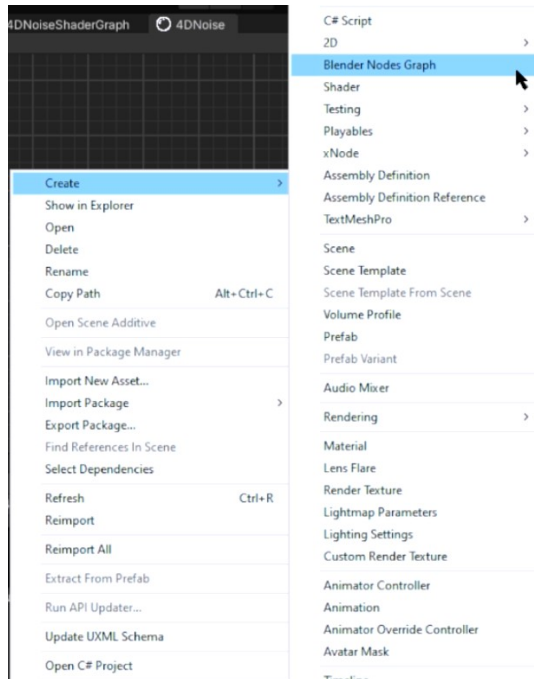 4DNoiseShaderGraph
4DNoise
Create
Show in Explorer
Open
Delete
Rename
Copy Path Alt+Ctrl+C
Open Scene Additive
View in Package Manager
Import New Asset...
Import Package
Export Package...
Find References In Scene
Select Dependencies
Refresh Ctrl+R
Reimport
Reimport All
Extract From Prefab
Run API Updater...
Update UXML Schema
Open C# Project
C# Script
2D
Blender Nodes Graph
Shader
Testing
Playables
xNode
Assembly Definition
Assembly Definition Reference
TextMeshPro
Scene
Scene Template
Scene Template From Scene
Volume Profile
Prefab
Prefab Variant
Audio Mixer
Rendering
Material
Lens Flare
Render Texture
Lightmap Parameters
Lighting Settings
Custom Render Texture
Animator Controller
Animation
Animator Override Controller
Avatar Mask